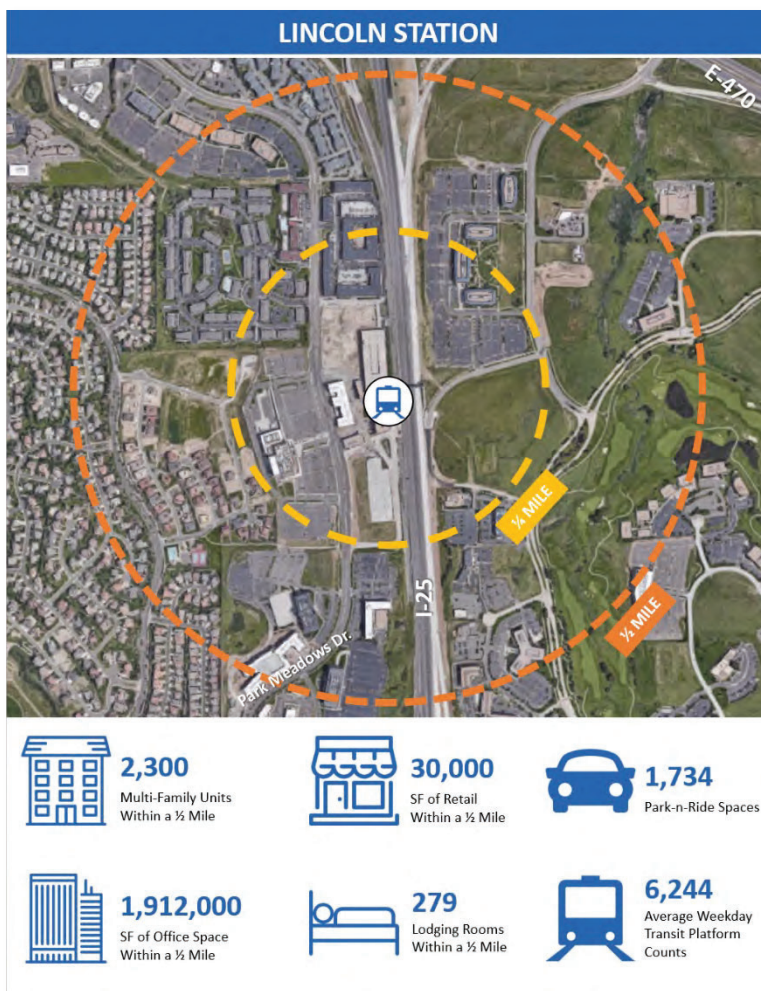 LINCOLN STATION
E-470
¼ MILE
I-25
½ MILE
Park Meadows Dr.
2,300
Multi-Family Units
Within a ½ Mile
30,000
SF of Retail
Within a ½ Mile
1,734
Park-n-Ride Spaces
1,912,000
SF of Office Space
Within a ½ Mile
279
Lodging Rooms
Within a ½ Mile
6,244
Average Weekday
Transit Platform
Counts